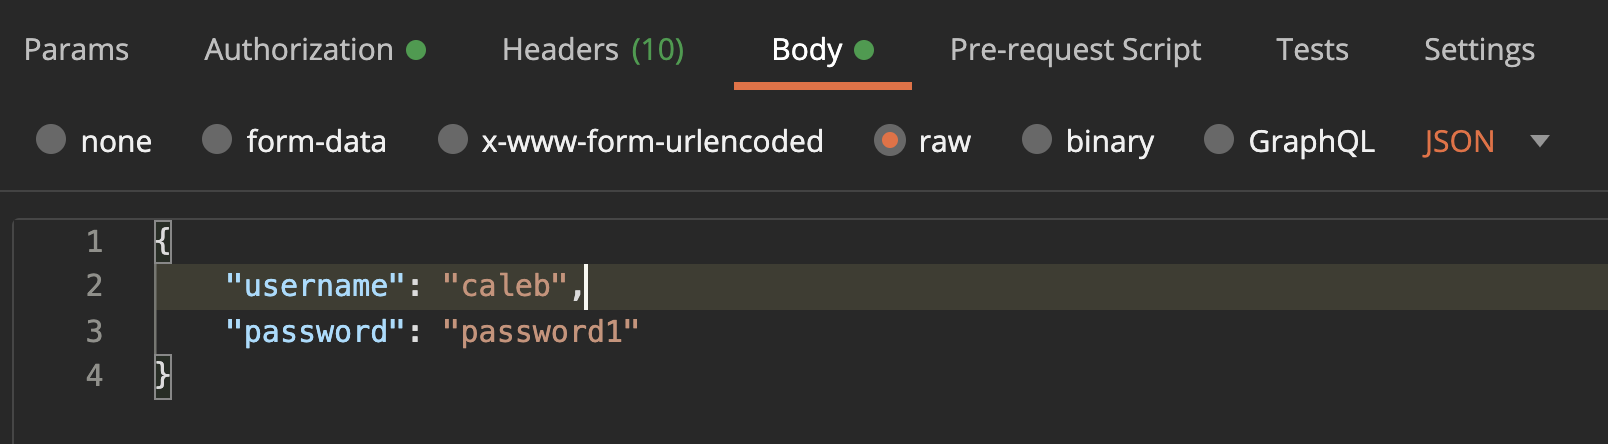 Params Authorization Headers (10) Body Pre-request Script Tests Settings
none form-data x-www-form-urlencoded raw binary GraphQL JSON
1 {
2 "username": "caleb",
3 "password": "password1"
4 }